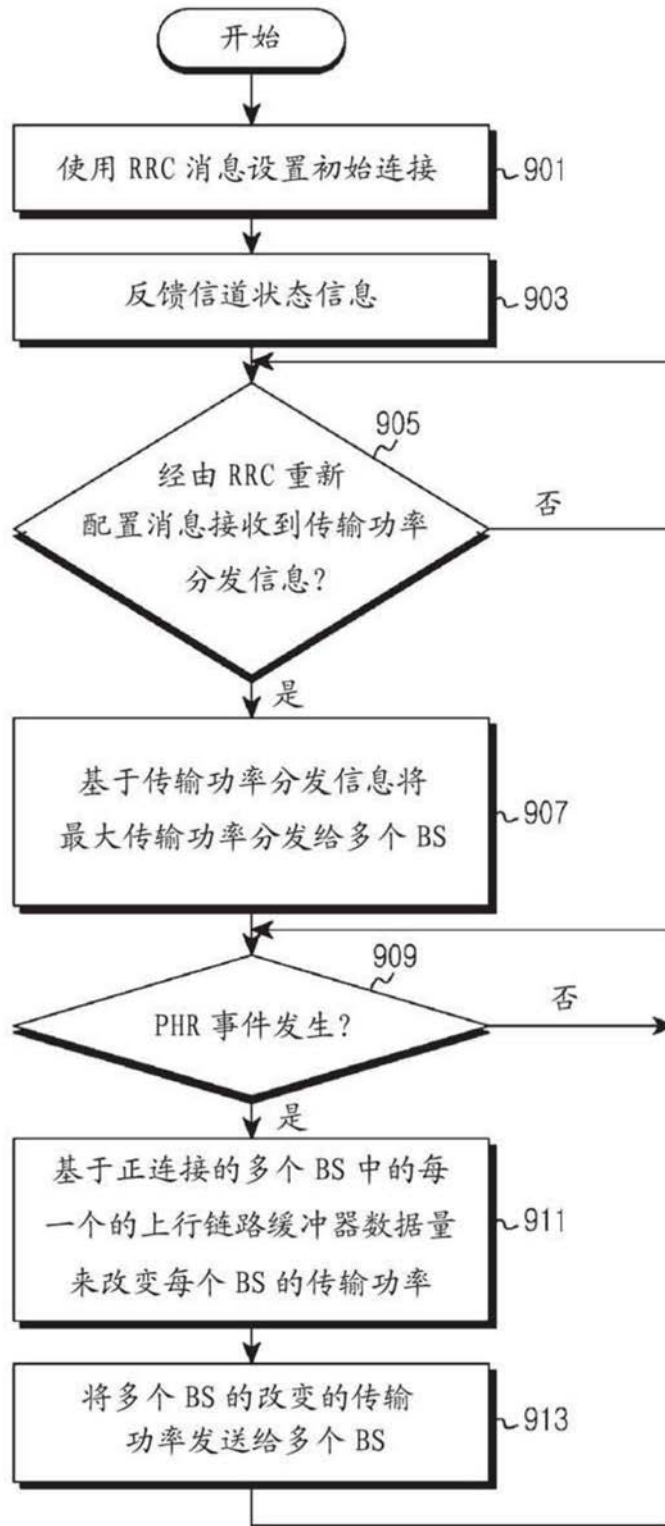 开始
使用 RRC 消息设置初始连接
901
反馈信道状态信息
903
905
经由 RRC 重新
配置消息接收到传输功率
分发信息?
否
是
基于传输功率分发信息将
最大传输功率分发给多个 BS
907
909
PHR 事件发生?
否
是
基于正连接的多个 BS 中的每
一个的上行链路缓冲器数据量
来改变每个 BS 的传输功率
911
将多个 BS 的改变的传输
功率发送给多个 BS
913